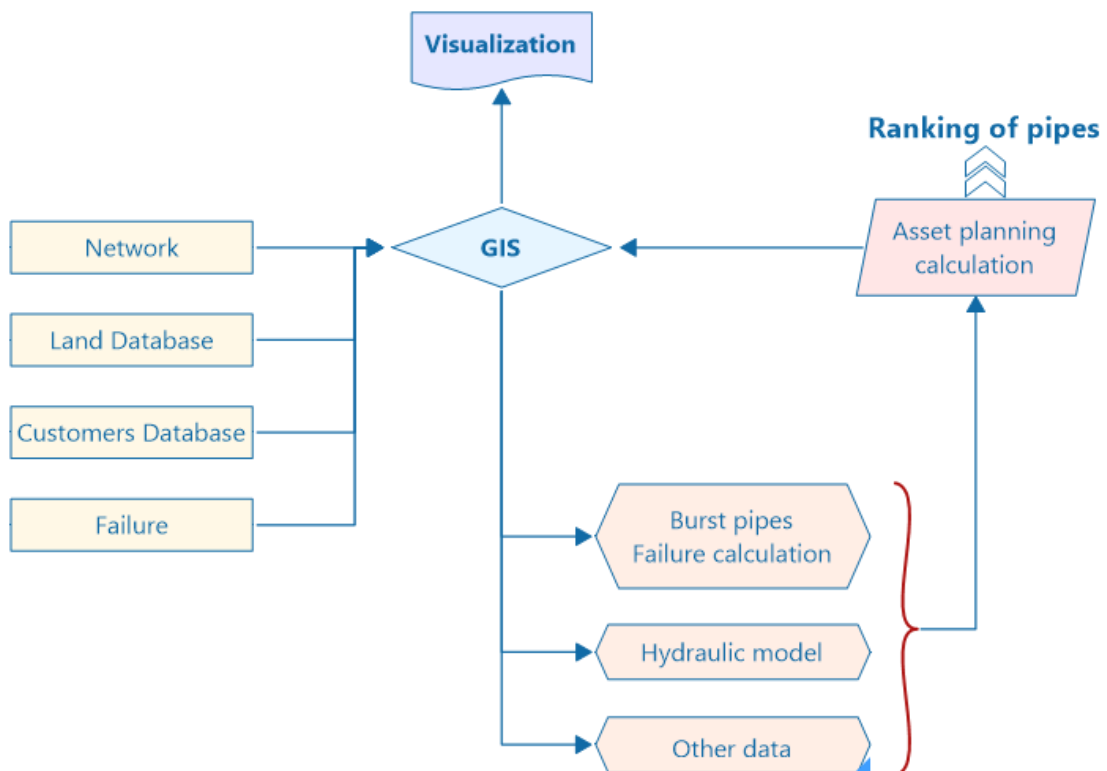 Visualization
Ranking of pipes
Asset planning
calculation
GIS
Network
Land Database
Customers Database
Failure
Burst pipes
Failure calculation
Hydraulic model
Other data